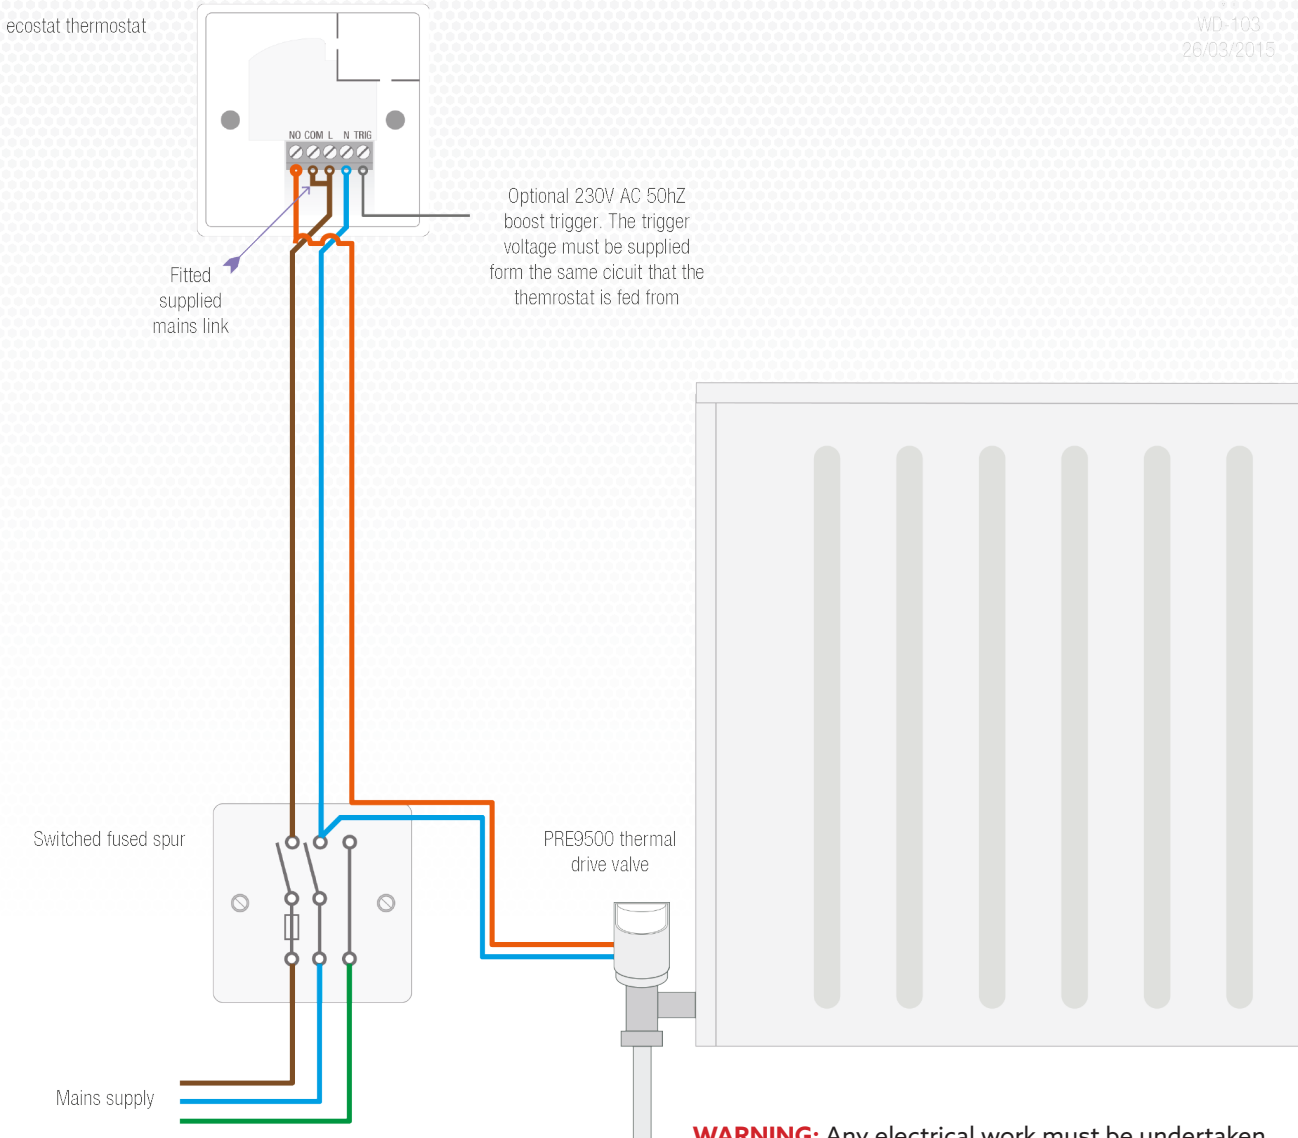 ecostat thermostat
WD-103
26/03/2015
NO COM L N TRIG
Optional 230V AC 50hZ
boost trigger. The trigger
voltage must be supplied
form the same cicuit that the
themrostat is fed from
Fitted
supplied
mains link
Switched fused spur
PRE9500 thermal
drive valve
Mains supply
WARNING: Any electrical work must be undertaken